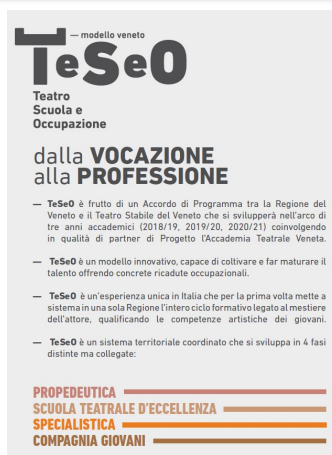 — modello veneto
TeSeO
Teatro
Scuola e
Occupazione
dalla VOCAZIONE
alla PROFESSIONE
— TeSeO è frutto di un Accordo di Programma tra la Regione del
Veneto e il Teatro Stabile del Veneto che si svilupperà nell'arco di
tre anni accademici (2018/19, 2019/20, 2020/21) coinvolgendo
in qualità di partner di Progetto l'Accademia Teatrale Veneta.
— TeSeO è un modello innovativo, capace di coltivare e far maturare il
talento offrendo concrete ricadute occupazionali.
— TeSeO è un'esperienza unica in Italia che per la prima volta mette a
sistema in una sola Regione l'intero ciclo formativo legato al mestiere
dell'attore, qualificando le competenze artistiche dei giovani.
— TeSeO è un sistema territoriale coordinato che si sviluppa in 4 fasi
distinte ma collegate:
PROPEDEUTICA
SCUOLA TEATRALE D'ECCELLENZA
SPECIALISTICA
COMPAGNIA GIOVANI